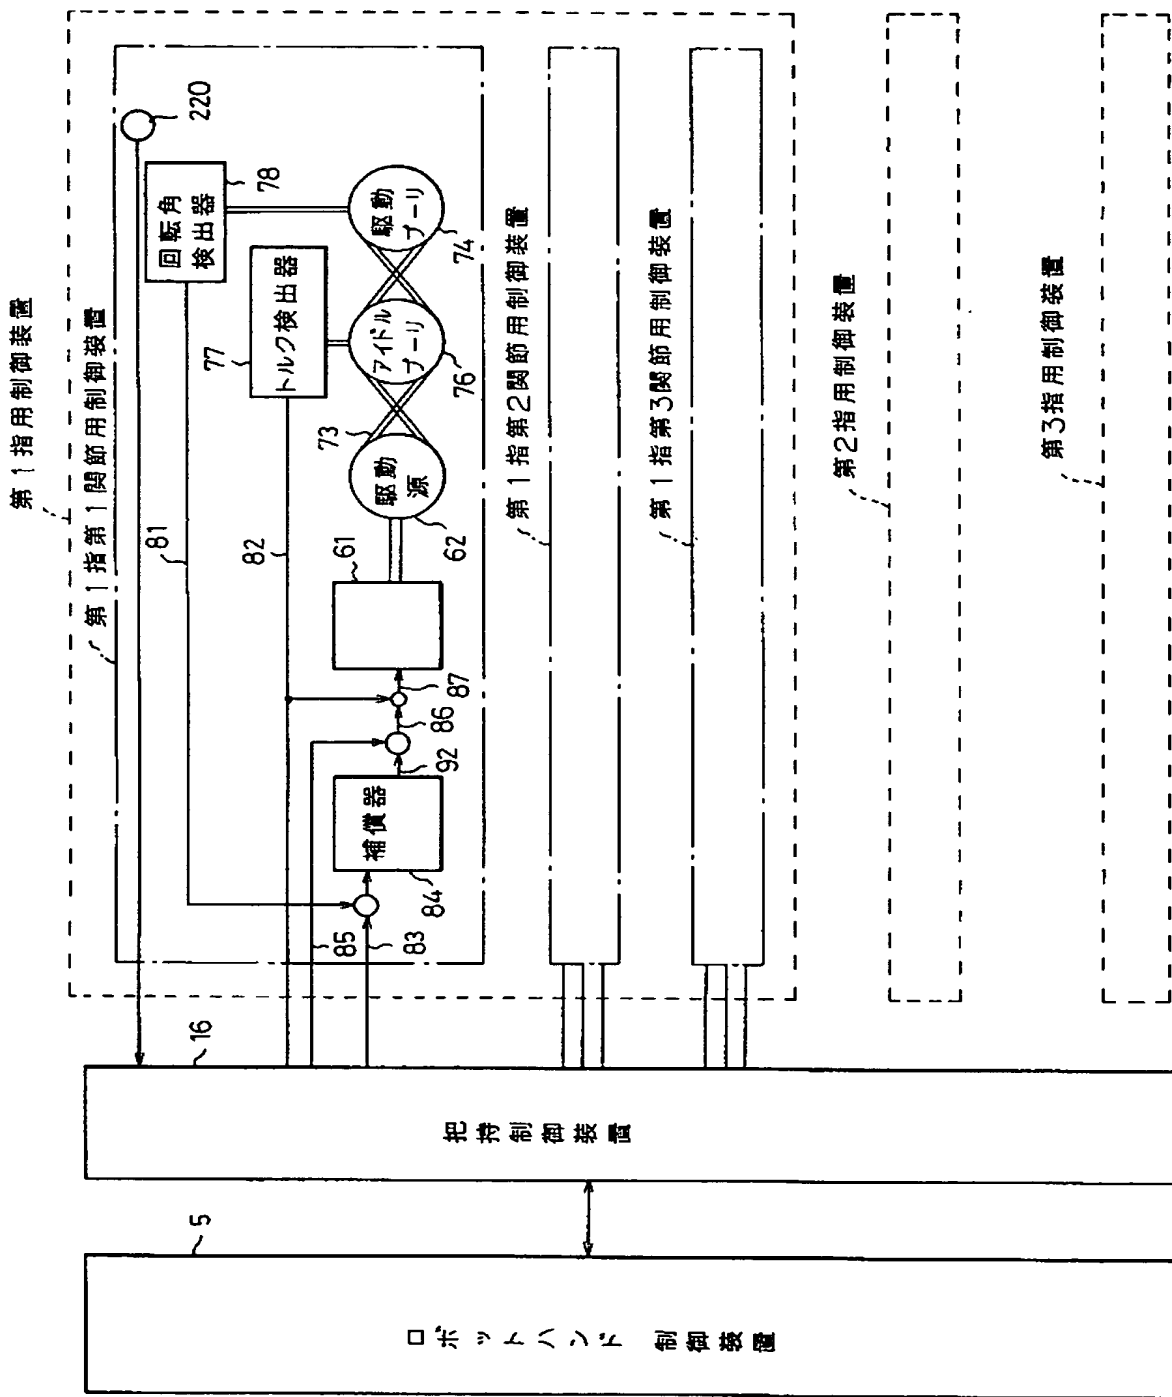 第1指用制御装置
第1指第1関節用制御装置
220
回転角
検出器
78
トルク検出器
77
81
82
駆動
プーリ
74
アイドル
プーリ
76
73
駆動
源
62
61
87
86
92
補償器
84
85
83
第1指第2関節用制御装置
第1指第3関節用制御装置
第2指用制御装置
第3指用制御装置
16
把持制御装置
5
ロボットハンド 制御装置